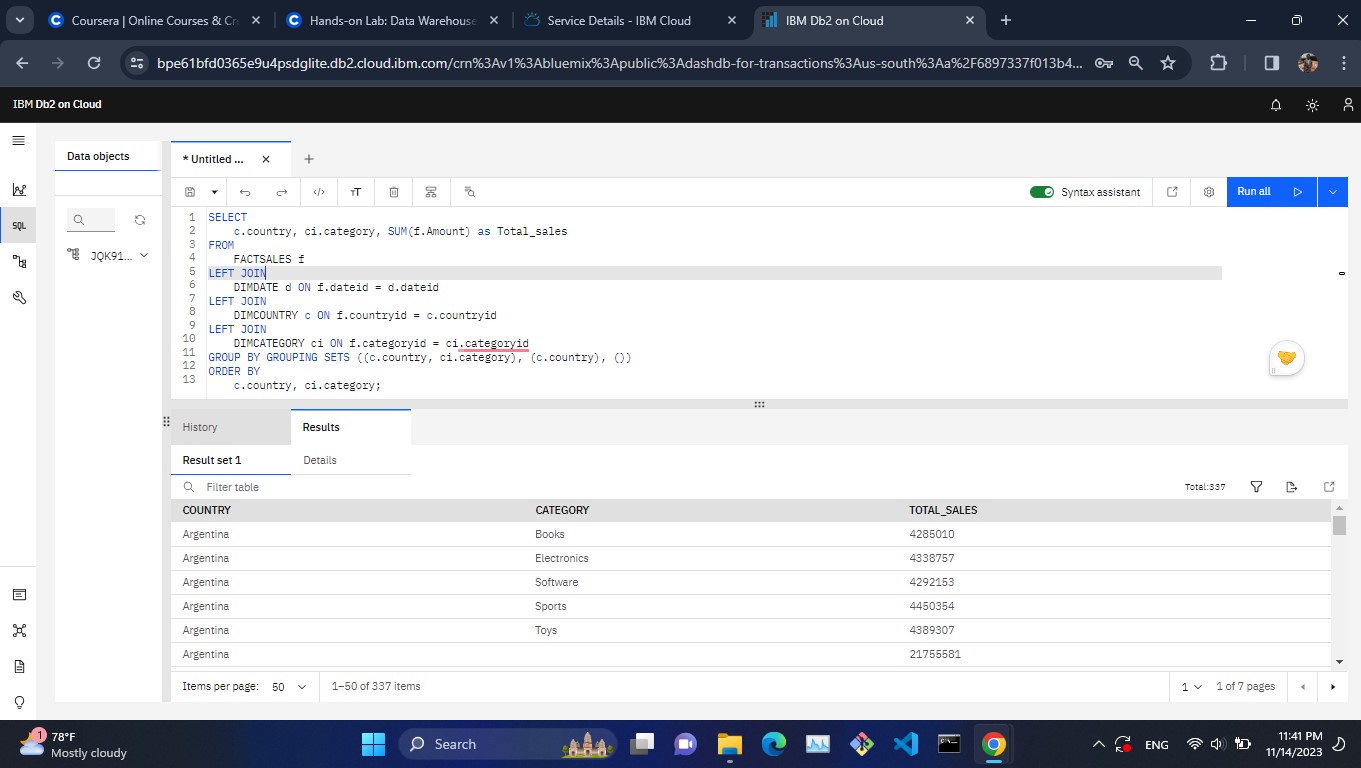 Coursera | Online Courses & Cr
Hands-on Lab: Data Warehouse
Service Details - IBM Cloud
IBM Db2 on Cloud
bpe61bfd0365e9u4psdglite.db2.cloud.ibm.com/crn%3Av1%3Abluemix%3Apublic%3Adashdb-for-transactions%3Aus-south%3Aa%2F6897337f013b4...
IBM Db2 on Cloud
Data objects
* Untitled ...
Syntax assistant
Run all
SQL
JQK91...
1 SELECT
2 c.country, ci.category, SUM(f.Amount) as Total_sales
3 FROM
4 FACTSALES f
5 LEFT JOIN
6 DIMDATE d ON f.dateid = d.dateid
7 LEFT JOIN
8 DIMCOUNTRY c ON f.countryid = c.countryid
9 LEFT JOIN
10 DIMCATEGORY ci ON f.categoryid = ci.categoryid
11 GROUP BY GROUPING SETS ((c.country, ci.category), (c.country), ())
12 ORDER BY
13 c.country, ci.category;
History
Results
Result set 1
Details
Filter table
Total:337
COUNTRY CATEGORY TOTAL_SALES
Argentina Books 4285010
Argentina Electronics 4338757
Argentina Software 4292153
Argentina Sports 4450354
Argentina Toys 4389307
Argentina 21755581
Items per page: 50
1–50 of 337 items
1
1 of 7 pages
1
78°F
Mostly cloudy
Search
ENG
11:41 PM
11/14/2023